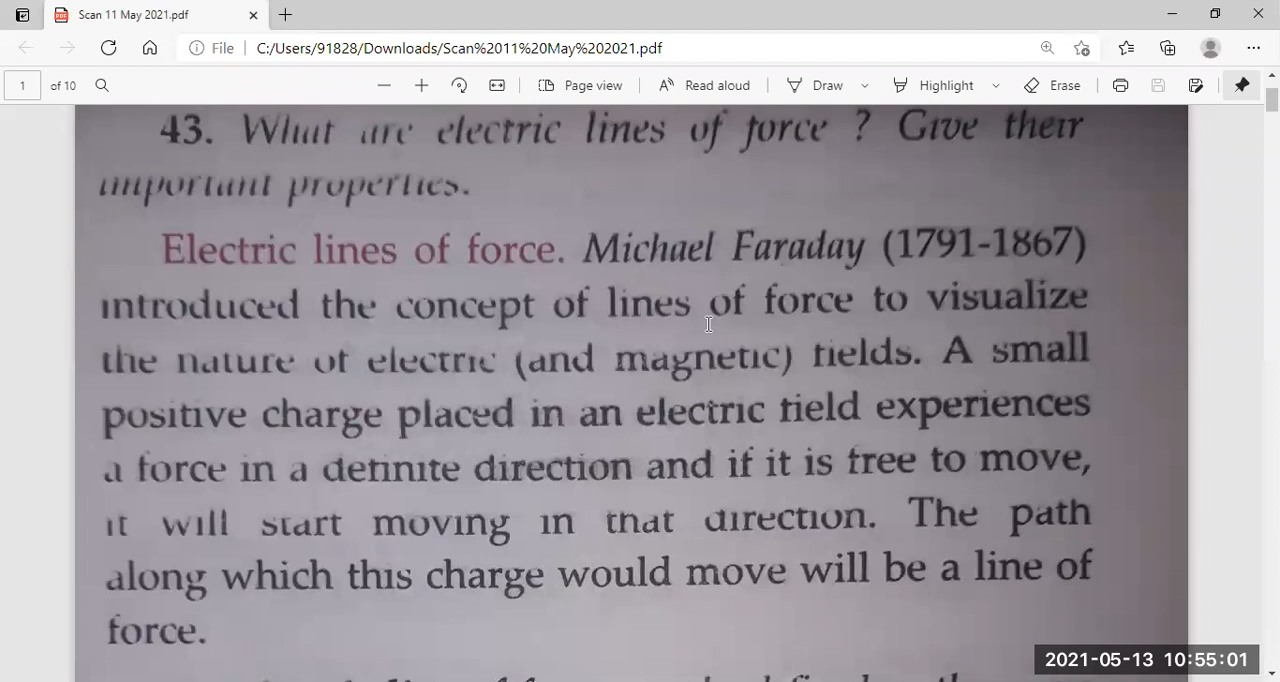 Scan 11 May 2021.pdf
File | C:/Users/91828/Downloads/Scan%2011%20May%202021.pdf
1 of 10 Page view Read aloud Draw Highlight Erase
43. What are electric lines of force ? Give their
important properties.
Electric lines of force. Michael Faraday (1791-1867)
introduced the concept of lines of force to visualize
the nature of electric (and magnetic) fields. A small
positive charge placed in an electric field experiences
a force in a definite direction and if it is free to move,
it will start moving in that direction. The path
along which this charge would move will be a line of
force.
2021-05-13 10:55:01